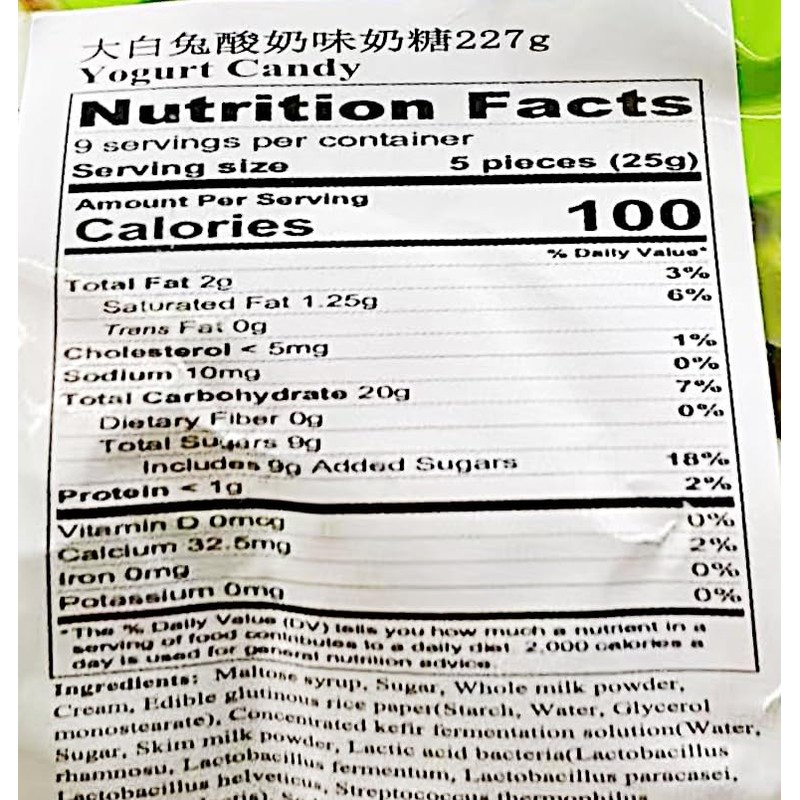 大白兔酸奶味奶糖227g
Yogurt Candy
Nutrition Facts
9 servings per container
Serving size 5 pieces (25g)
Amount Per Serving
Calories 100
% Daily Value*
Total Fat 2g 3%
Saturated Fat 1.25g 6%
Trans Fat 0g
Cholesterol < 5mg 1%
Sodium 10mg 0%
Total Carbohydrate 20g 7%
Dietary Fiber 0g 0%
Total Sugars 9g
Includes 9g Added Sugars 18%
Protein < 1g 2%
Vitamin D 0mcg 0%
Calcium 32.5mg 2%
Iron 0mg 0%
Potassium 0mg 0%
*The % Daily Value (DV) tells you how much a nutrient in a
serving of food contributes to a daily diet 2,000 calories a
day is used for general nutrition advice.
Ingredients: Maltose syrup, Sugar, Whole milk powder,
Cream, Edible glutinous rice paper(Starch, Water, Glycerol
monostearate), Concentrated kefir fermentation solution(Water,
Sugar, Skim milk powder, Lactic acid bacteria(Lactobacillus
rhamnosu, Lactobacillus fermentum, Lactobacillus paracasei,
Lactobacillus helveticus, Streptococcus thermophilus